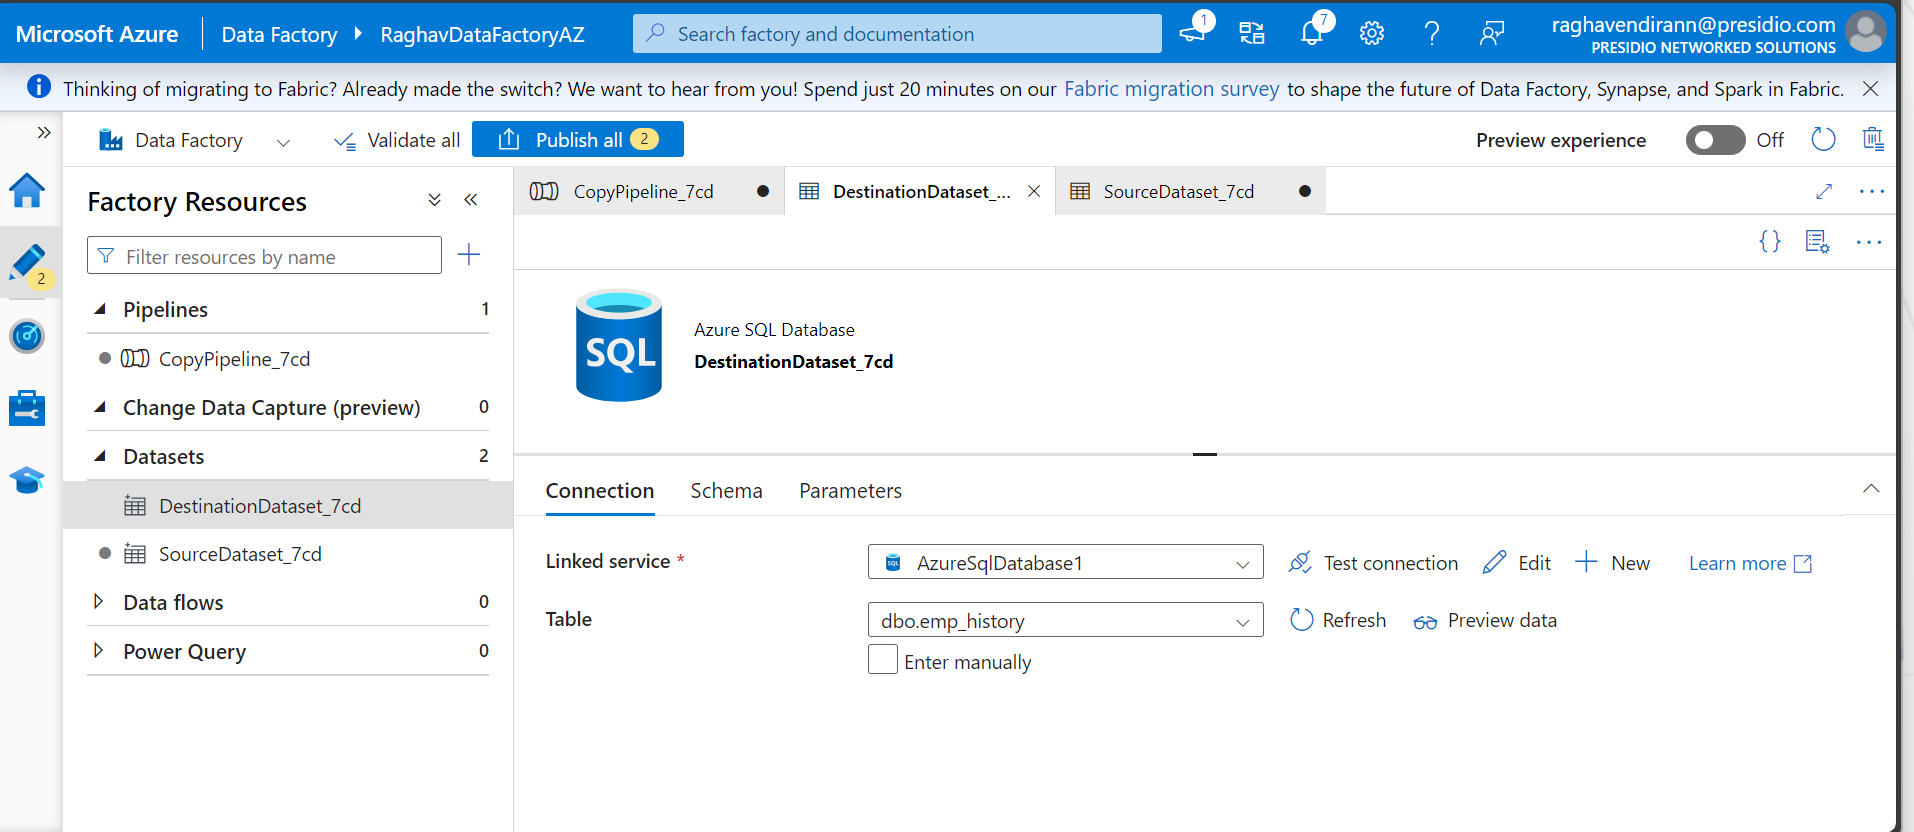 Microsoft Azure
Data Factory
RaghavDataFactoryAZ
Search factory and documentation
1
7
raghavendirann@presidio.com
PRESIDIO NETWORKED SOLUTIONS
Thinking of migrating to Fabric? Already made the switch? We want to hear from you! Spend just 20 minutes on our Fabric migration survey to shape the future of Data Factory, Synapse, and Spark in Fabric.
Data Factory
Validate all
Publish all 2
Preview experience
Off
2
Factory Resources
Filter resources by name
Pipelines 1
CopyPipeline_7cd
Change Data Capture (preview) 0
Datasets 2
DestinationDataset_7cd
SourceDataset_7cd
Data flows 0
Power Query 0
CopyPipeline_7cd
DestinationDataset_...
SourceDataset_7cd
SQL
Azure SQL Database
DestinationDataset_7cd
Connection
Schema
Parameters
Linked service *
SQL
AzureSqlDatabase1
Test connection
Edit
New
Learn more
Table
dbo.emp_history
Refresh
Preview data
Enter manually